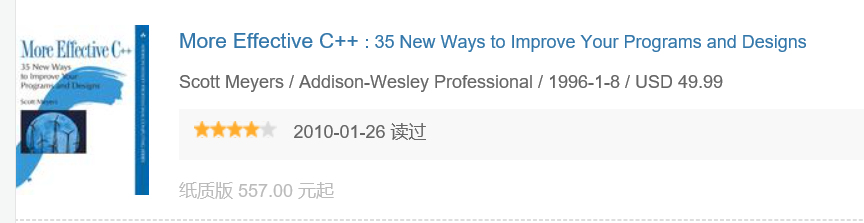 More Effective C++ : 35 New Ways to Improve Your Programs and Designs
Scott Meyers / Addison-Wesley Professional / 1996-1-8 / USD 49.99
2010-01-26 读过
纸质版 557.00 元起
More Effective C++
35 New Ways
to Improve Your
Programs and Designs
Scott Meyers